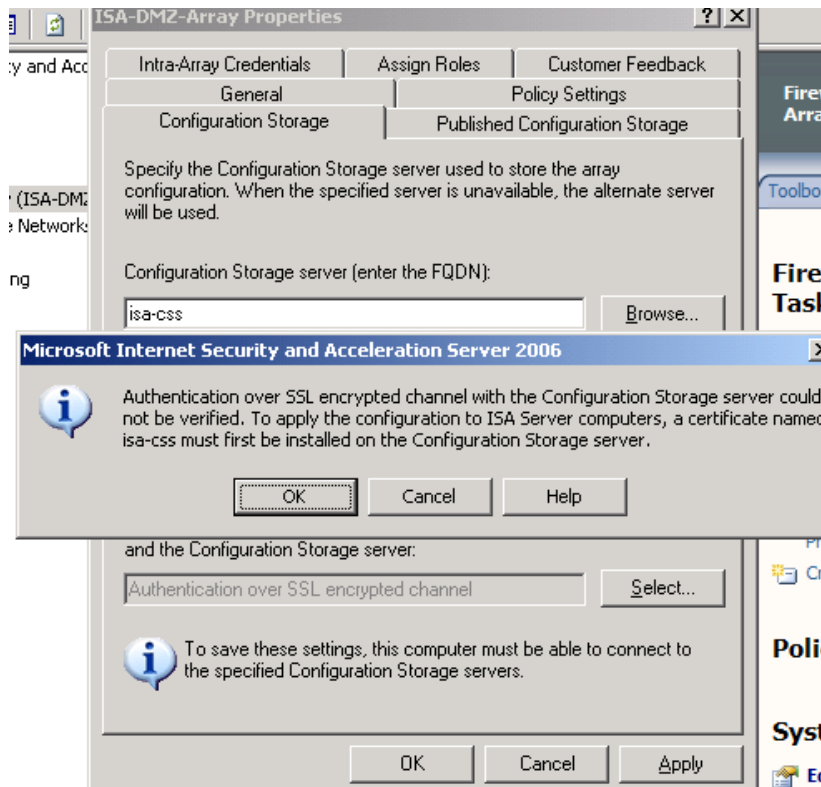 ISA-DMZ-Array Properties
Intra-Array Credentials
Assign Roles
Customer Feedback
General
Policy Settings
Configuration Storage
Published Configuration Storage
Specify the Configuration Storage server used to store the array
configuration. When the specified server is unavailable, the alternate server
will be used.
Configuration Storage server (enter the FQDN):
isa-css
Browse...
Microsoft Internet Security and Acceleration Server 2006
Authentication over SSL encrypted channel with the Configuration Storage server could
not be verified. To apply the configuration to ISA Server computers, a certificate named
isa-css must first be installed on the Configuration Storage server.
OK
Cancel
Help
and the Configuration Storage server:
Authentication over SSL encrypted channel
Select...
To save these settings, this computer must be able to connect to
the specified Configuration Storage servers.
OK
Cancel
Apply
and Acc
(ISA-DMZ
Network
ng
Fire
Arra
Toolbo
Fire
Task
Cr
Poli
Syst